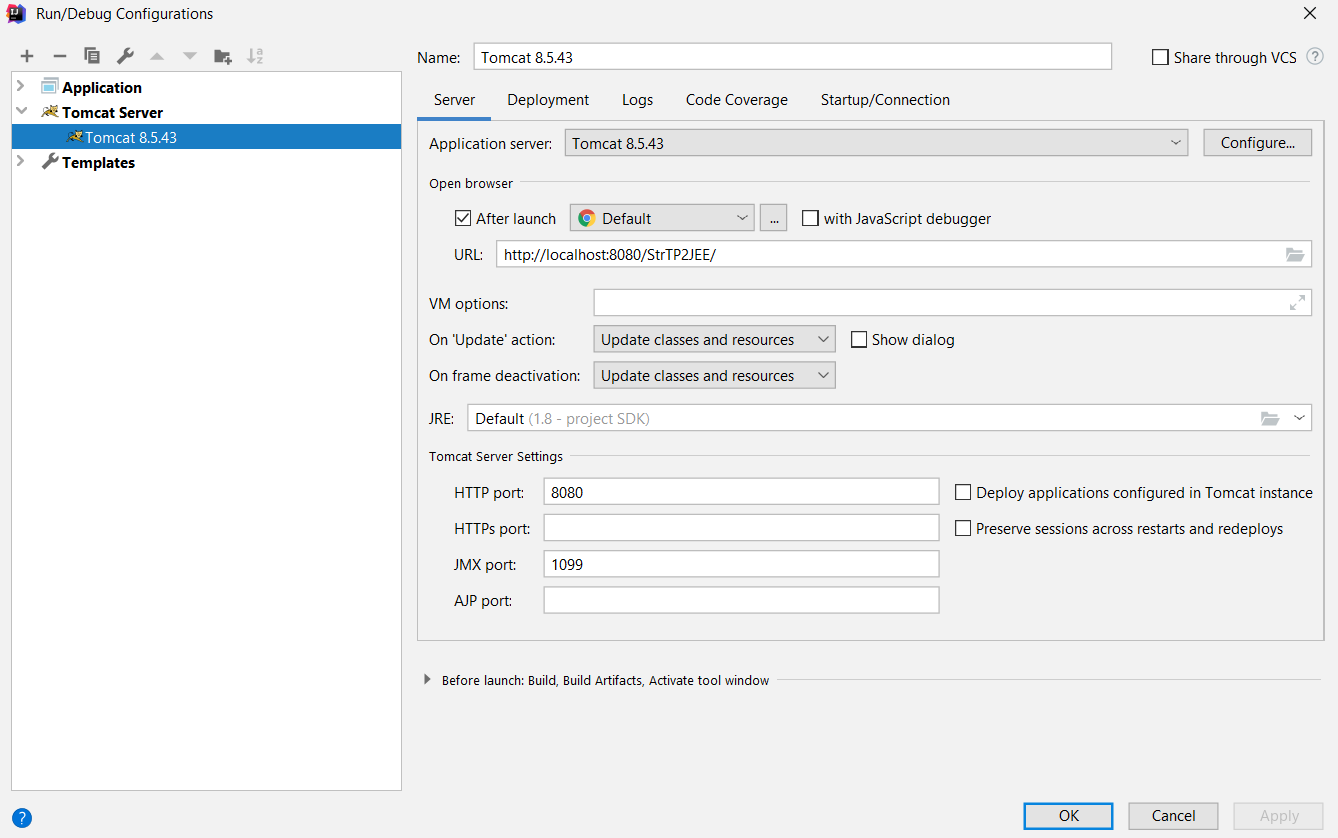 Run/Debug Configurations
Name: Tomcat 8.5.43 Share through VCS ?
Application
Tomcat Server
Tomcat 8.5.43
Templates
Server Deployment Logs Code Coverage Startup/Connection
Application server: Tomcat 8.5.43 Configure...
Open browser
After launch Default ... with JavaScript debugger
URL: http://localhost:8080/StrTP2JEE/
VM options:
On 'Update' action: Update classes and resources Show dialog
On frame deactivation: Update classes and resources
JRE: Default (1.8 - project SDK)
Tomcat Server Settings
HTTP port: 8080 Deploy applications configured in Tomcat instance
HTTPs port: Preserve sessions across restarts and redeploys
JMX port: 1099
AJP port:
Before launch: Build, Build Artifacts, Activate tool window
? OK Cancel Apply